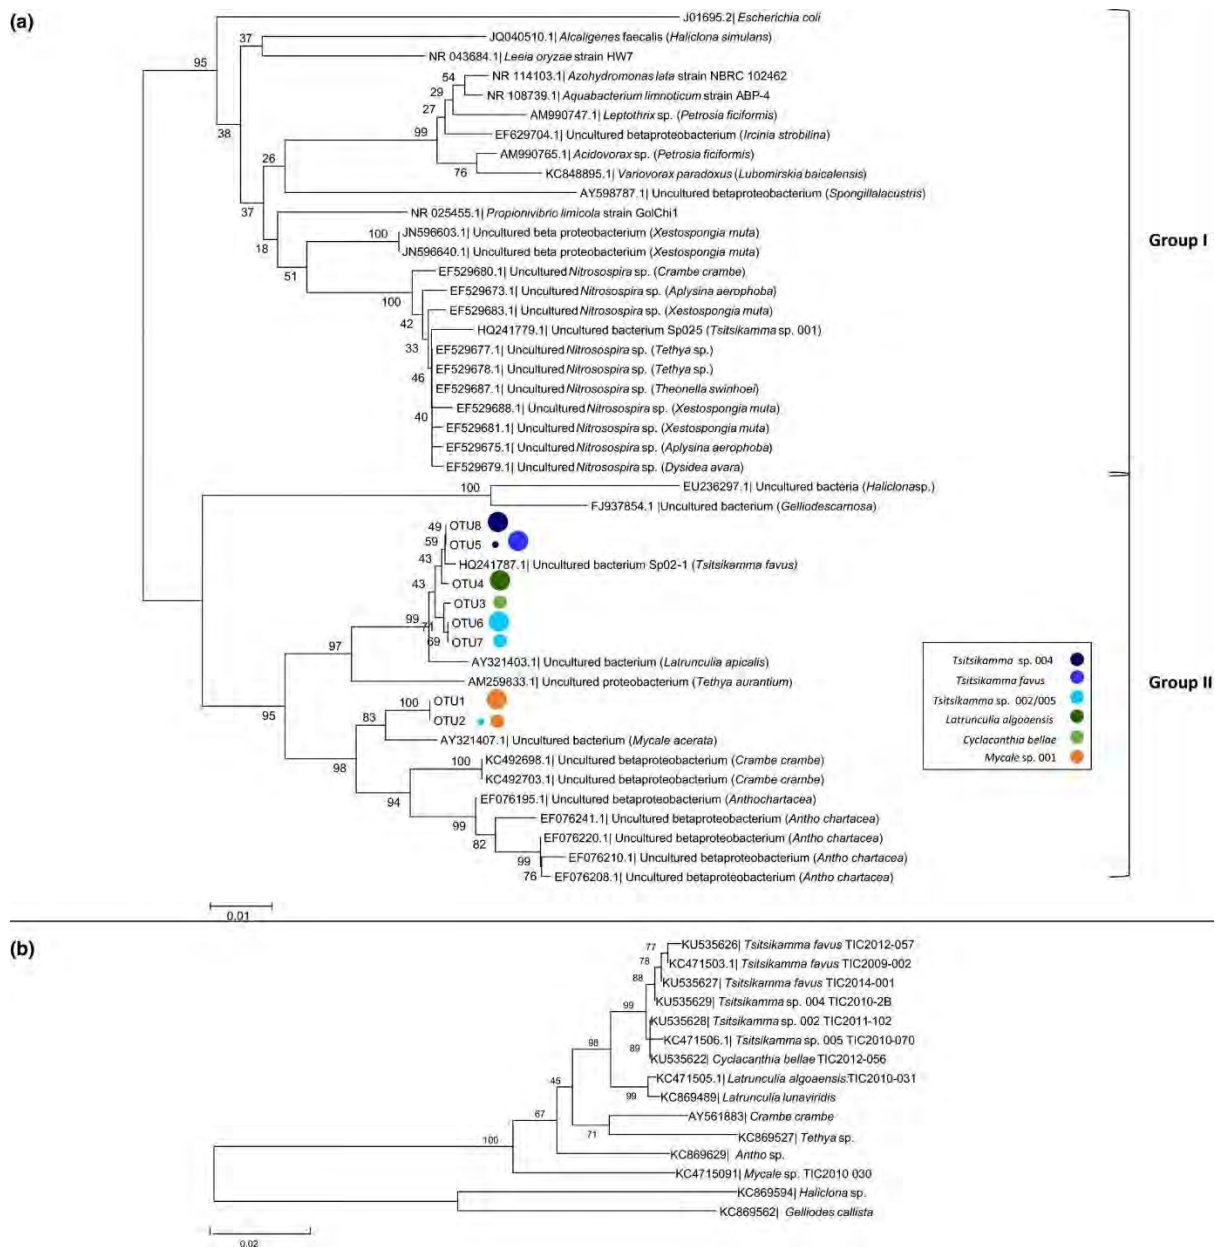 (a)
J01695.2| Escherichia coli
37
JQ040510.1| Alcaligenes faecalis (Haliclona simulans)
NR 043684.1| Leeia oryzae strain HW7
95
54
NR 114103.1| Azohydromonas lata strain NBRC 102462
29
NR 108739.1| Aquabacterium limnoticum strain ABP-4
27
AM990747.1| Leptothrix sp. (Petrosia ficiformis)
38
99
EF629704.1| Uncultured betaproteobacterium (Ircinia strobilina)
26
AM990765.1| Acidovorax sp. (Petrosia ficiformis)
76
KC848895.1| Variovorax paradoxus (Lubomirskia baicalensis)
AY598787.1| Uncultured betaproteobacterium (Spongillalacustris)
37
NR 025455.1| Propionivibrio limicola strain GolChi1
18
100
JN596603.1| Uncultured beta proteobacterium (Xestospongia muta)
JN596640.1| Uncultured beta proteobacterium (Xestospongia muta)
Group I
51
EF529680.1| Uncultured Nitrosospira sp. (Crambe crambe)
100
EF529673.1| Uncultured Nitrosospira sp. (Aplysina aerophoba)
42
EF529683.1| Uncultured Nitrosospira sp. (Xestospongia muta)
HQ241779.1| Uncultured bacterium Sp02-5 (Tsitsikamma sp. 001)
33
EF529677.1| Uncultured Nitrosospira sp. (Tethya sp.)
46
EF529678.1| Uncultured Nitrosospira sp. (Tethya sp.)
EF529687.1| Uncultured Nitrosospira sp. (Theonella swinhoei)
40
EF529688.1| Uncultured Nitrosospira sp. (Xestospongia muta)
EF529681.1| Uncultured Nitrosospira sp. (Xestospongia muta)
EF529675.1| Uncultured Nitrosospira sp. (Aplysina aerophoba)
EF529679.1| Uncultured Nitrosospira sp. (Dysidea avara)
100
EU236297.1| Uncultured bacteria (Haliclonasp.)
FJ937854.1 |Uncultured bacterium (Gelliodescarnosa)
49
OTU8
59
OTU5
43
HQ241787.1| Uncultured bacterium Sp02-1 (Tsitsikamma favus)
43
OTU4
OTU3
99
71
OTU6
69
OTU7
97
AY321403.1| Uncultured bacterium (Latrunculia apicalis)
AM259833.1| Uncultured proteobacterium (Tethya aurantium)
95
100
OTU1
83
OTU2
AY321407.1| Uncultured bacterium (Mycale acerata)
98
100
KC492698.1| Uncultured betaproteobacterium (Crambe crambe)
KC492703.1| Uncultured betaproteobacterium (Crambe crambe)
94
EF076195.1| Uncultured betaproteobacterium (Anthochartacea)
99
EF076241.1| Uncultured betaproteobacterium (Antho chartacea)
82
EF076220.1| Uncultured betaproteobacterium (Antho chartacea)
99
EF076210.1| Uncultured betaproteobacterium (Antho chartacea)
76
EF076208.1| Uncultured betaproteobacterium (Antho chartacea)
Group II
Tsitsikamma sp. 004
Tsitsikamma favus
Tsitsikamma sp. 002/005
Latrunculia algoaensis
Cyclacanthia bellae
Mycale sp. 001
0.01
(b)
77
KU535626| Tsitsikamma favus TIC2012-057
78
KC471503.1| Tsitsikamma favus TIC2009-002
88
KU535627| Tsitsikamma favus TIC2014-001
99
KU535629| Tsitsikamma sp. 004 TIC2010-2B
KU535628| Tsitsikamma sp. 002 TIC2011-102
98
89
KC471506.1| Tsitsikamma sp. 005 TIC2010-070
KU535622| Cyclacanthia bellae TIC2012-056
45
KC471505.1| Latrunculia algoaensis:TIC2010-031
99
KC869489| Latrunculia lunaviridis
67
AY561883| Crambe crambe
71
KC869527| Tethya sp.
100
KC869629| Antho sp.
KC4715091| Mycale sp. TIC2010 030
KC869594| Haliclona sp.
KC869562| Gelliodes callista
0.02